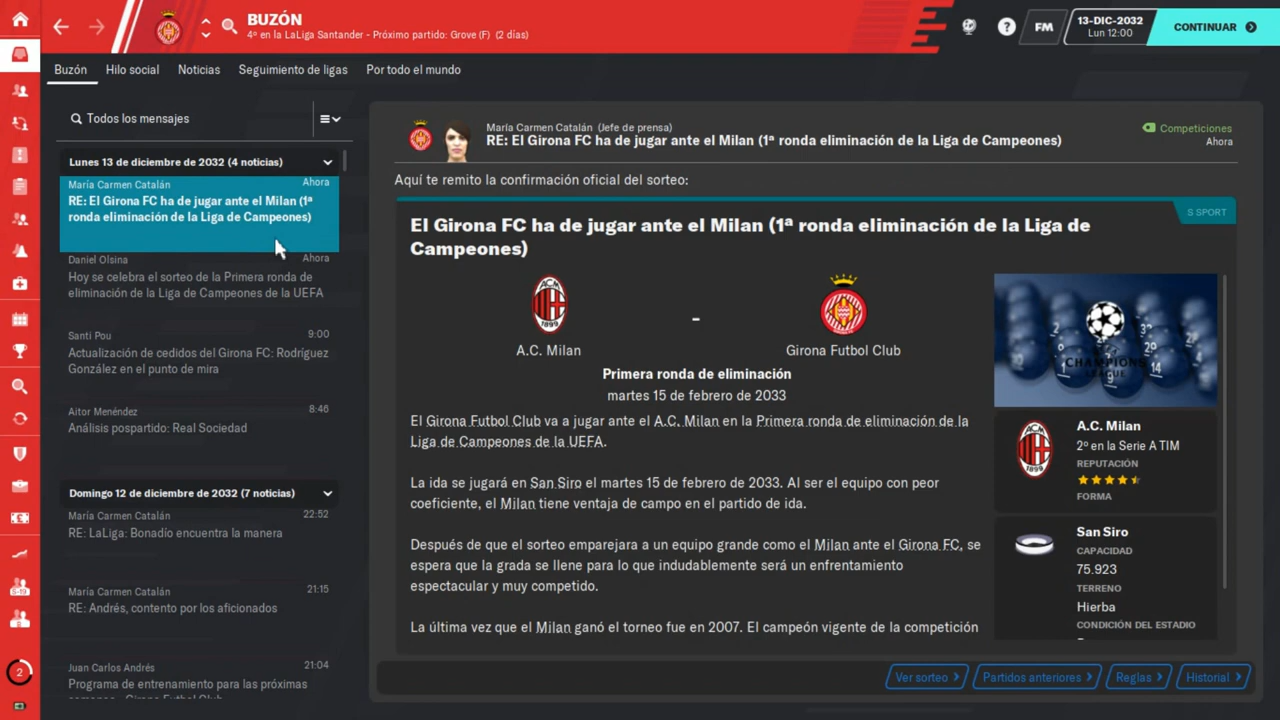 BUZÓN
4º en la LaLiga Santander - Próximo partido: Grove (F) (2 días)
?
FM
13-DIC-2032
Lun 12:00
CONTINUAR
Buzón
Hilo social
Noticias
Seguimiento de ligas
Por todo el mundo
Todos los mensajes
Lunes 13 de diciembre de 2032 (4 noticias)
María Carmen Catalán
Ahora
RE: El Girona FC ha de jugar ante el Milan (1ª
ronda eliminación de la Liga de Campeones)
Daniel Olsina
Ahora
Hoy se celebra el sorteo de la Primera ronda de
eliminación de la Liga de Campeones de la UEFA
Santi Pou
9:00
Actualización de cedidos del Girona FC: Rodríguez
González en el punto de mira
Aitor Menéndez
8:46
Análisis pospartido: Real Sociedad
Domingo 12 de diciembre de 2032 (7 noticias)
María Carmen Catalán
22:52
RE: LaLiga: Bonadío encuentra la manera
María Carmen Catalán
21:15
RE: Andrés, contento por los aficionados
Juan Carlos Andrés
21:04
Programa de entrenamiento para las próximas
2
María Carmen Catalán (Jefe de prensa)
RE: El Girona FC ha de jugar ante el Milan (1ª ronda eliminación de la Liga de Campeones)
Competiciones
Ahora
Aquí te remito la confirmación oficial del sorteo:
S SPORT
El Girona FC ha de jugar ante el Milan (1ª ronda eliminación de la Liga de
Campeones)
ACM
1899
-
A.C. Milan
Girona Futbol Club
Primera ronda de eliminación
martes 15 de febrero de 2033
El Girona Futbol Club va a jugar ante el A.C. Milan en la Primera ronda de eliminación de la
Liga de Campeones de la UEFA.
La ida se jugará en San Siro el martes 15 de febrero de 2033. Al ser el equipo con peor
coeficiente, el Milan tiene ventaja de campo en el partido de ida.
Después de que el sorteo emparejara a un equipo grande como el Milan ante el Girona FC, se
espera que la grada se llene para lo que indudablemente será un enfrentamiento
espectacular y muy competido.
La última vez que el Milan ganó el torneo fue en 2007. El campeón vigente de la competición
CHAMPIONS
LEAGUE
A.C. Milan
2º en la Serie A TIM
REPUTACIÓN
FORMA
San Siro
CAPACIDAD
75.923
TERRENO
Hierba
CONDICIÓN DEL ESTADIO
Ver sorteo
Partidos anteriores
Reglas
Historial